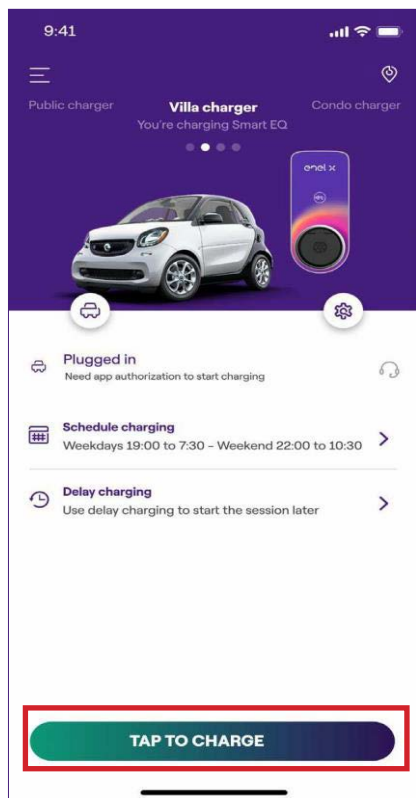 9:41
Public charger Villa charger Condo charger
You're charging Smart EQ
enel x
Plugged in
Need app authorization to start charging
Schedule charging
Weekdays 19:00 to 7:30 – Weekend 22:00 to 10:30
Delay charging
Use delay charging to start the session later
TAP TO CHARGE